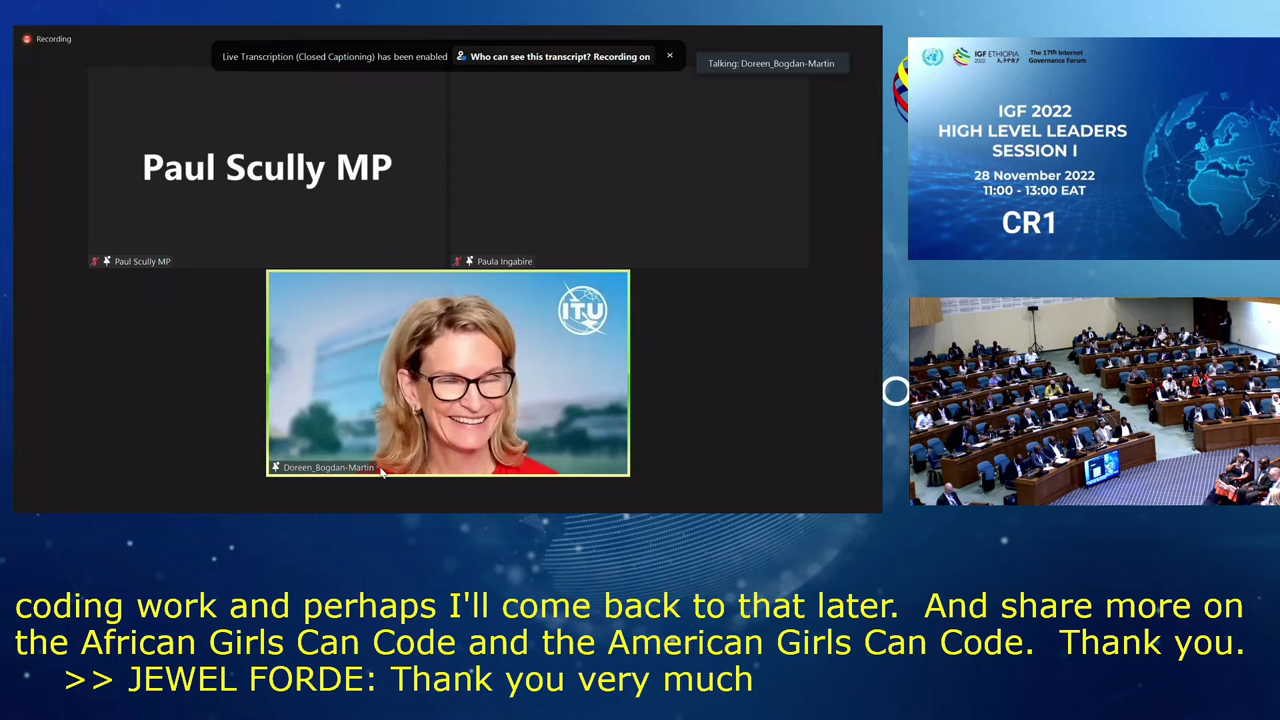 Recording
Live Transcription (Closed Captioning) has been enabled
Who can see this transcript? Recording on
Talking: Doreen_Bogdan-Martin
Paul Scully MP
Paul Scully MP
Paula Ingabire
ITU
Doreen_Bogdan-Martin
IGF ETHIOPIA
2022
The 17th Internet
Governance Forum
IGF 2022
HIGH LEVEL LEADERS
SESSION I
28 November 2022
11:00 - 13:00 EAT
CR1
coding work and perhaps I'll come back to that later.  And share more on
the African Girls Can Code and the American Girls Can Code.  Thank you.
>> JEWEL FORDE: Thank you very much